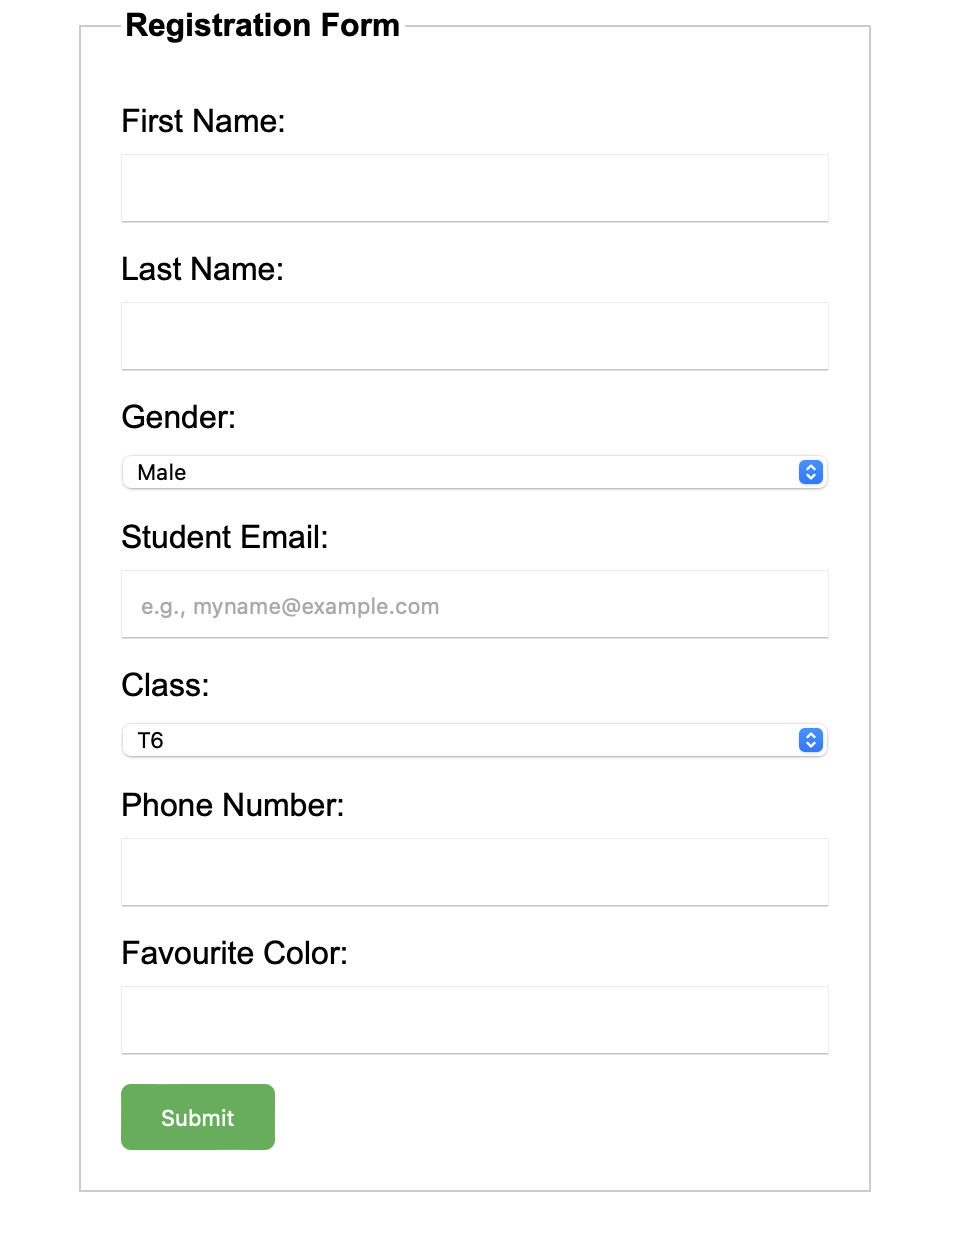 Registration Form
First Name:
Last Name:
Gender:
Male
Student Email:
e.g., myname@example.com
Class:
T6
Phone Number:
Favourite Color:
Submit